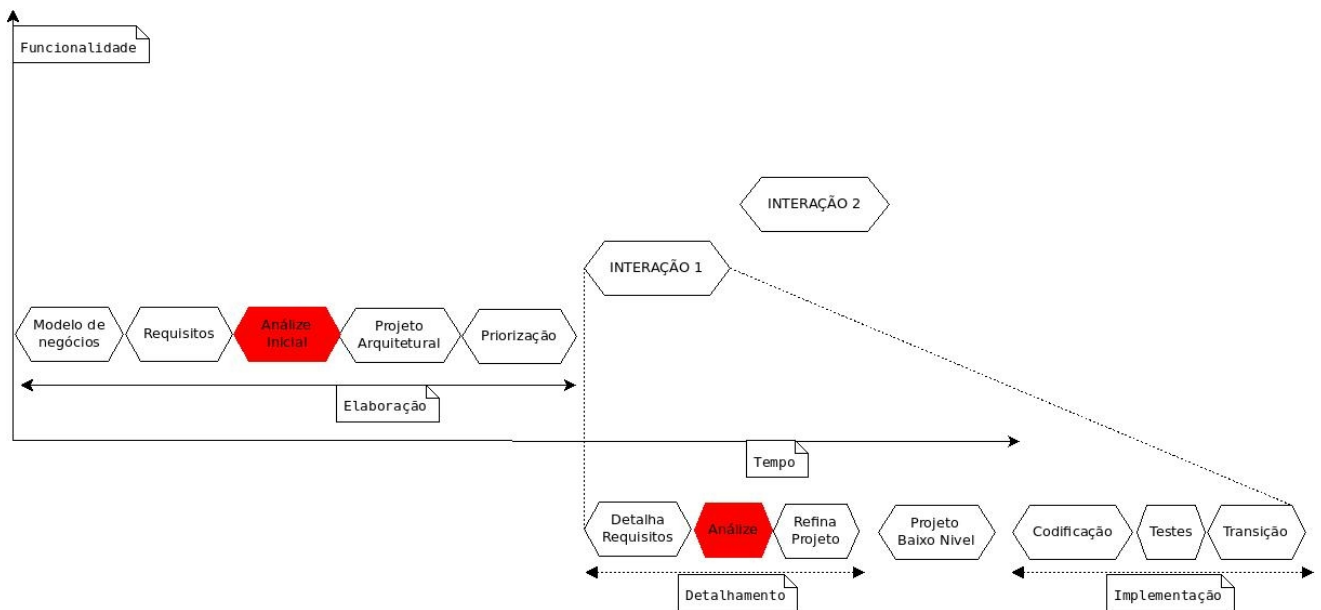 Funcionalidade
INTERAÇÃO 2
INTERAÇÃO 1
Modelo de
negócios
Requisitos
Análize
Inicial
Projeto
Arquitetural
Priorização
Elaboração
Tempo
Detalha
Requisitos
Análize
Refina
Projeto
Projeto
Baixo Nivel
Codificação
Testes
Transição
Detalhamento
Implementação